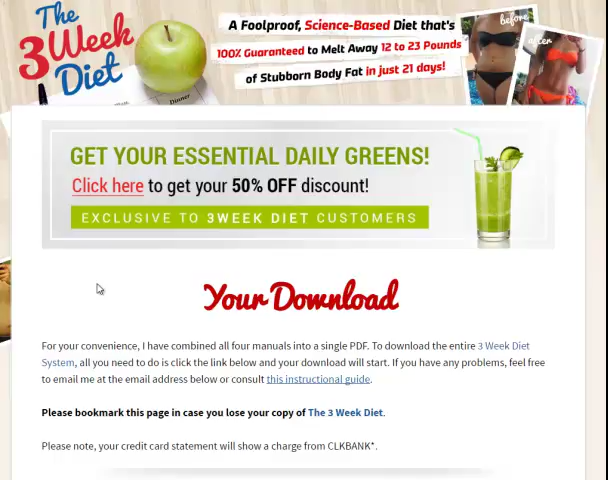 The
3 Week
Diet
A Foolproof, Science-Based Diet that's
100% Guaranteed to Melt Away 12 to 23 Pounds
of Stubborn Body Fat in just 21 days!
before
after
Dinner
GET YOUR ESSENTIAL DAILY GREENS!
Click here to get your 50% OFF discount!
EXCLUSIVE TO 3WEEK DIET CUSTOMERS
Your Download
For your convenience, I have combined all four manuals into a single PDF. To download the entire 3 Week Diet
System, all you need to do is click the link below and your download will start. If you have any problems, feel free
to email me at the email address below or consult this instructional guide.
Please bookmark this page in case you lose your copy of The 3 Week Diet.
Please note, your credit card statement will show a charge from CLKBANK*.